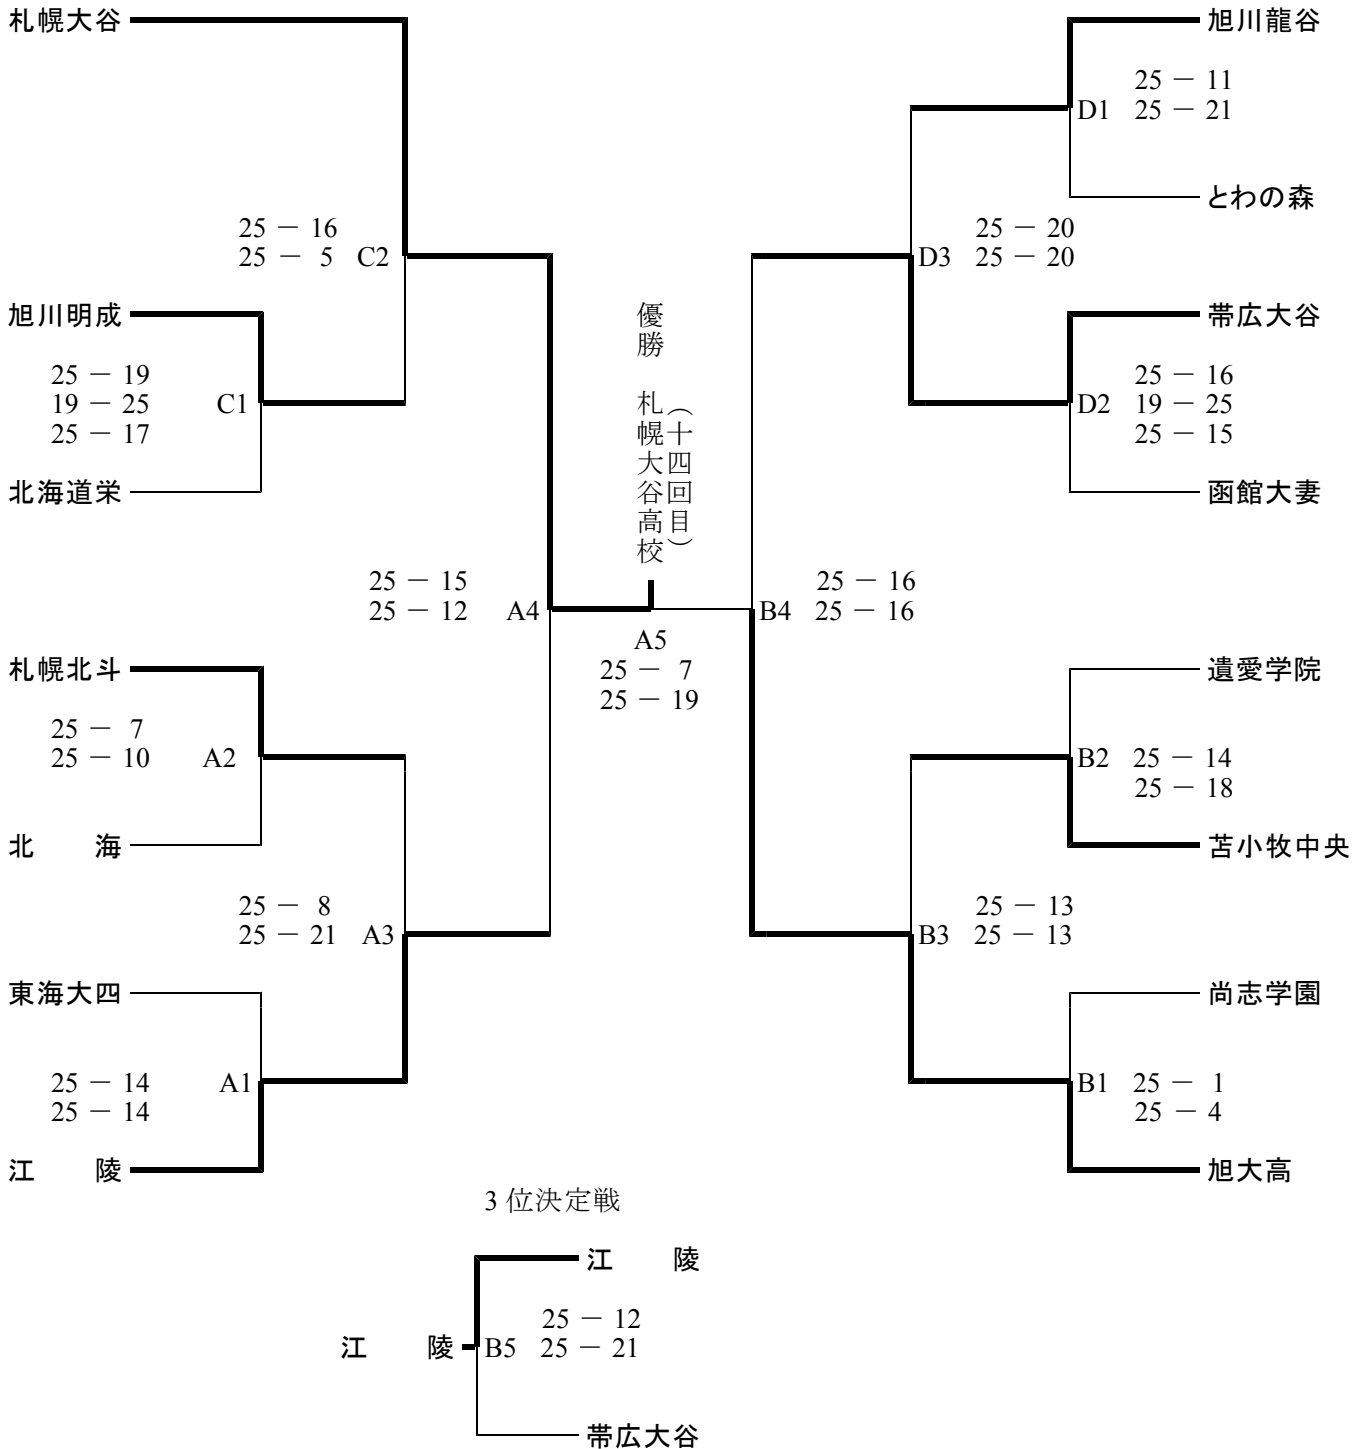 札幌大谷
旭川龍谷
25 － 11
D1 25 － 21
とわの森
25 － 16
25 － 5 C2
25 － 20
D3 25 － 20
旭川明成
帯広大谷
25 － 19
19 － 25 C1
25 － 17
25 － 16
D2 19 － 25
25 － 15
北海道栄
函館大妻
優勝 札幌大谷高校
（十四回目）
25 － 15
25 － 12 A4
25 － 16
B4 25 － 16
A5
25 － 7
25 － 19
札幌北斗
遺愛学院
25 － 7
25 － 10 A2
B2 25 － 14
25 － 18
北 海
苫小牧中央
25 － 8
25 － 21 A3
25 － 13
B3 25 － 13
東海大四
尚志学園
25 － 14 A1
25 － 14
B1 25 － 1
25 － 4
江 陵
旭大高
3 位決定戦
江 陵
25 － 12
江 陵 B5 25 － 21
帯広大谷